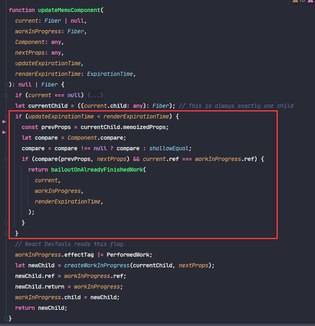 function updateMemoComponent(
current: Fiber | null,
workInProgress: Fiber,
Component: any,
nextProps: any,
updateExpirationTime,
renderExpirationTime: ExpirationTime,
): null | Fiber {
if (current === null) {...}
let currentChild = ((current.child: any): Fiber); // This is always exactly one child
if (updateExpirationTime < renderExpirationTime) {
const prevProps = currentChild.memoizedProps;
let compare = Component.compare;
compare = compare !== null ? compare : shallowEqual;
if (compare(prevProps, nextProps) && current.ref === workInProgress.ref) {
return bailoutOnAlreadyFinishedWork(
current,
workInProgress,
renderExpirationTime,
);
}
}
// React DevTools reads this flag.
workInProgress.effectTag |= PerformedWork;
let newChild = createWorkInProgress(currentChild, nextProps);
newChild.ref = workInProgress.ref;
newChild.return = workInProgress;
workInProgress.child = newChild;
return newChild;
}